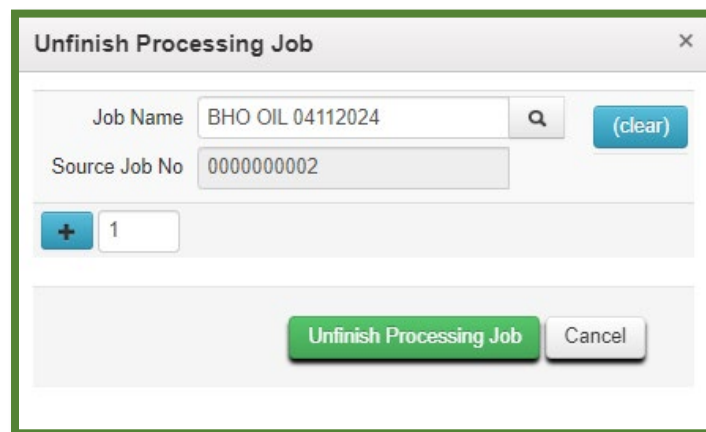 Unfinish Processing Job ×
Job Name BHO OIL 04112024 (clear)
Source Job No 0000000002
+ 1
Unfinish Processing Job Cancel